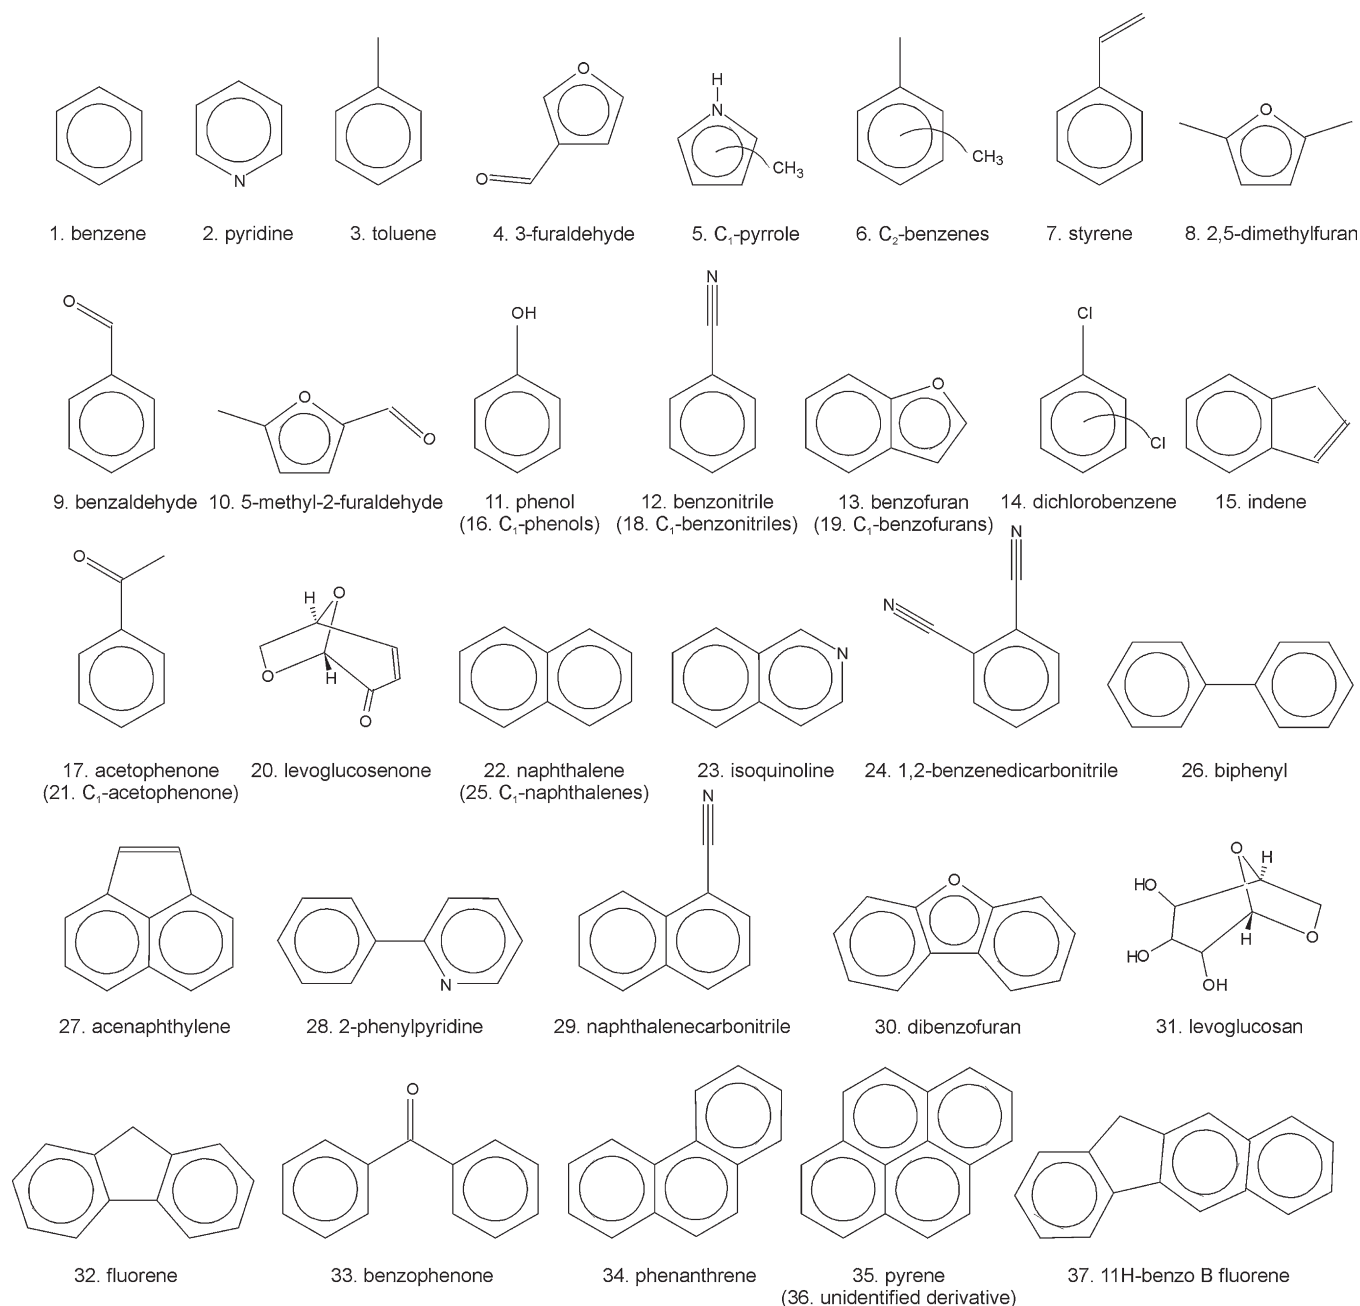 O
O
H
N
CH₃
CH₃
O
N
1. benzene
2. pyridine
3. toluene
4. 3-furaldehyde
5. C₁-pyrrole
6. C₂-benzenes
7. styrene
8. 2,5-dimethylfuran
O
O
O
OH
N
O
Cl
Cl
9. benzaldehyde
10. 5-methyl-2-furaldehyde
11. phenol
(16. C₁-phenols)
12. benzonitrile
(18. C₁-benzonitriles)
13. benzofuran
(19. C₁-benzofurans)
14. dichlorobenzene
15. indene
O
H
O
O
H
O
N
N
N
17. acetophenone
(21. C₁-acetophenone)
20. levoglucosenone
22. naphthalene
(25. C₁-naphthalenes)
23. isoquinoline
24. 1,2-benzenedicarbonitrile
26. biphenyl
N
N
O
O
H
HO
HO
H
O
OH
27. acenaphthylene
28. 2-phenylpyridine
29. naphthalenecarbonitrile
30. dibenzofuran
31. levoglucosan
O
32. fluorene
33. benzophenone
34. phenanthrene
35. pyrene
(36. unidentified derivative)
37. 11H-benzo B fluorene